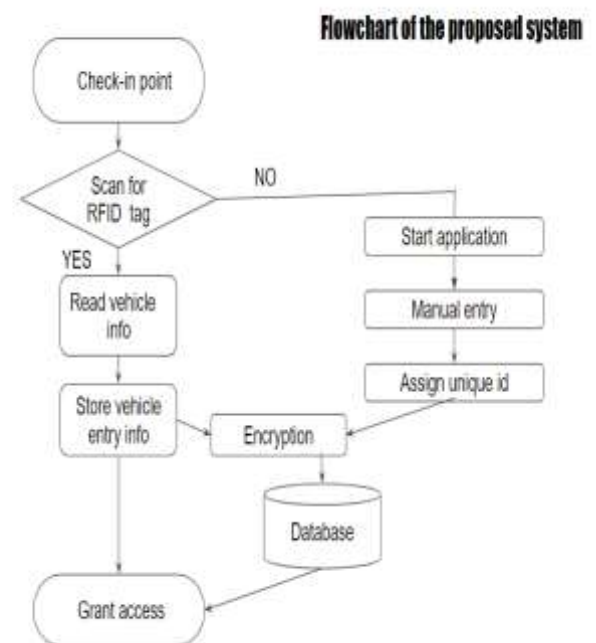 Flowchart of the proposed system
Check-in point
Scan for
RFID tag
NO
YES
Start application
Read vehicle
info
Manual entry
Assign unique id
Store vehicle
entry info
Encryption
Database
Grant access